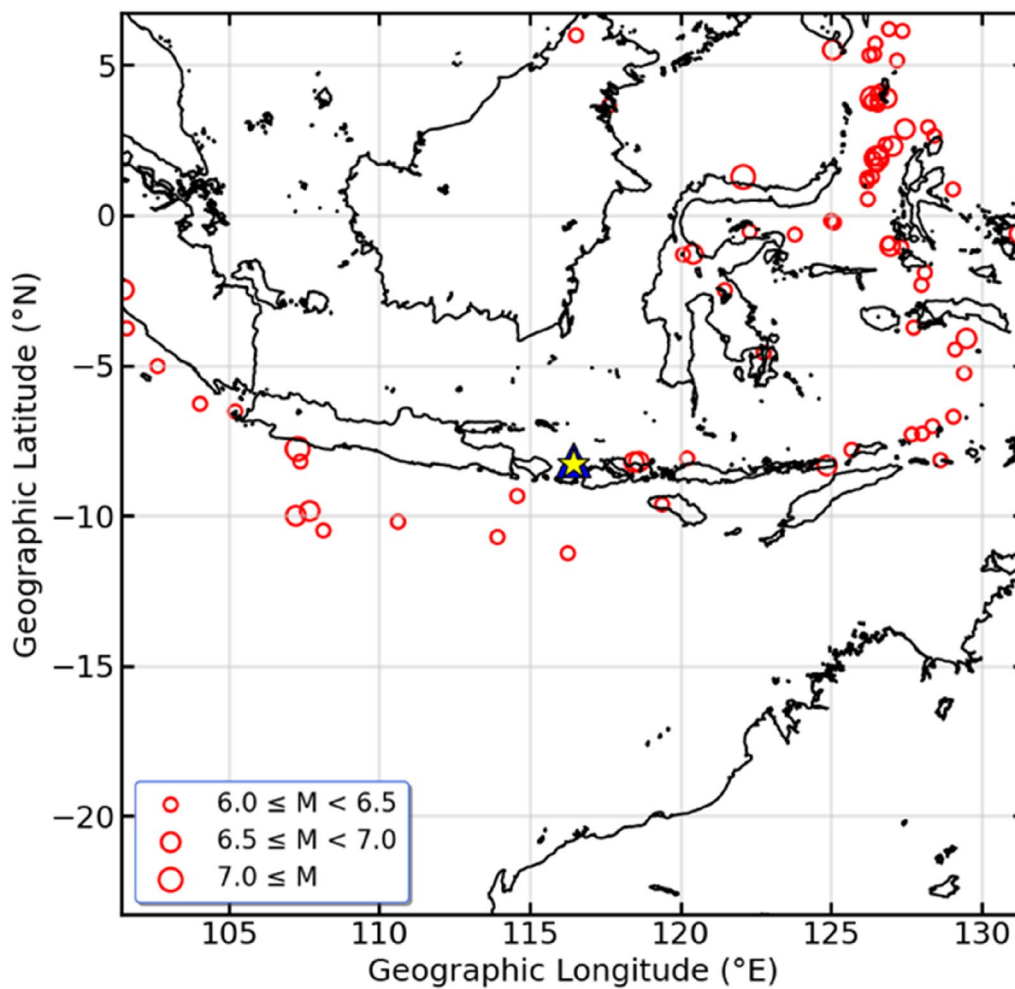 Geographic Latitude (°N)
5
0
−5
−10
−15
−20
6.0 ≤ M < 6.5
6.5 ≤ M < 7.0
7.0 ≤ M
105 110 115 120 125 130
Geographic Longitude (°E)